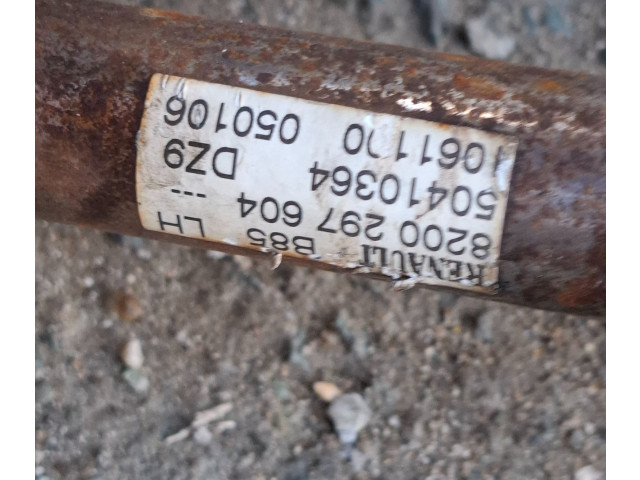 RENAULT B85 LH
8200 297 604 ---
50410364 DZ9
1061100 050106